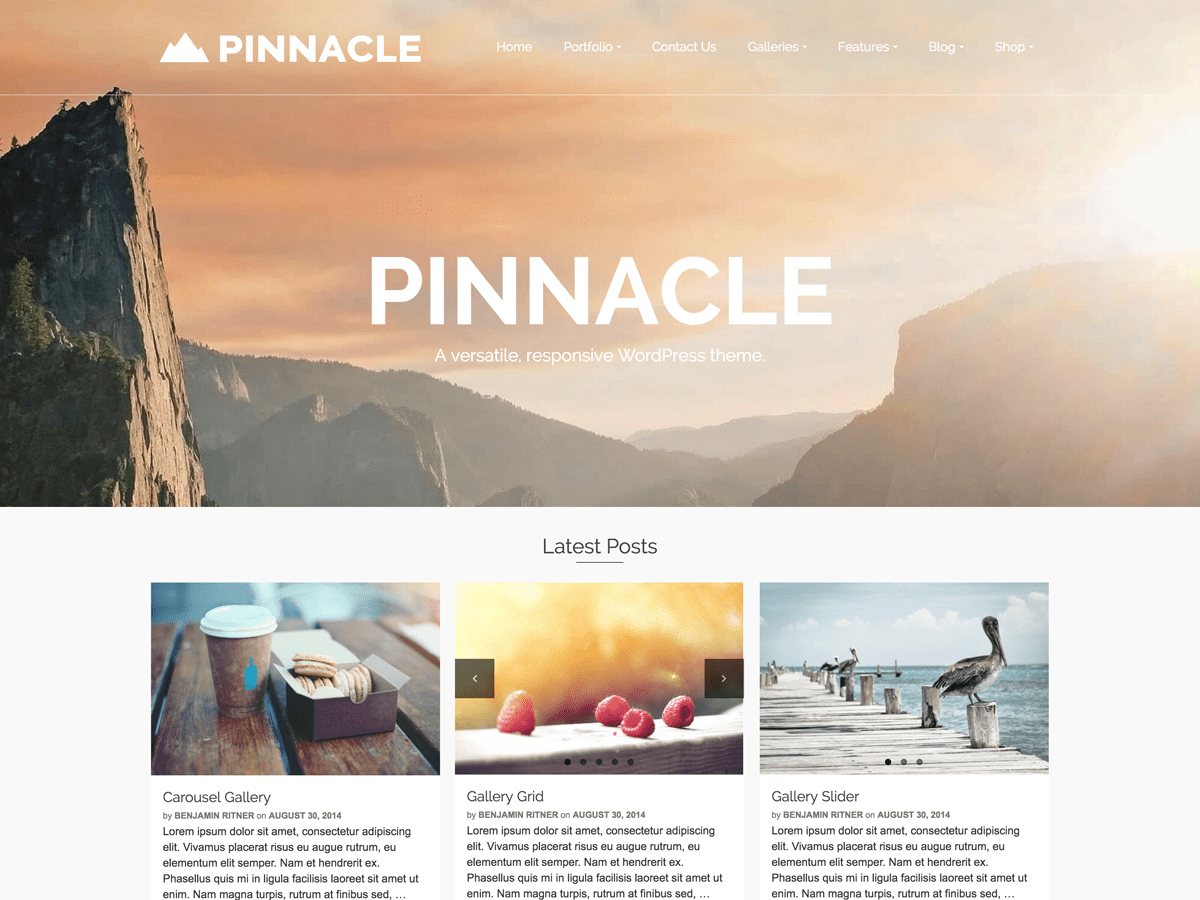 PINNACLE
Home Portfolio Contact Us Galleries Features Blog Shop
PINNACLE
A versatile, responsive WordPress theme.
Latest Posts
Carousel Gallery
by BENJAMIN RITNER on AUGUST 30, 2014
Lorem ipsum dolor sit amet, consectetur adipiscing
elit. Vivamus placerat risus eu augue rutrum, eu
elementum elit semper. Nam et hendrerit ex.
Phasellus quis mi in ligula facilisis laoreet sit amet ut
enim. Nam magna turpis, rutrum at finibus sed, …
Gallery Grid
by BENJAMIN RITNER on AUGUST 30, 2014
Lorem ipsum dolor sit amet, consectetur adipiscing
elit. Vivamus placerat risus eu augue rutrum, eu
elementum elit semper. Nam et hendrerit ex.
Phasellus quis mi in ligula facilisis laoreet sit amet ut
enim. Nam magna turpis, rutrum at finibus sed, …
Gallery Slider
by BENJAMIN RITNER on AUGUST 30, 2014
Lorem ipsum dolor sit amet, consectetur adipiscing
elit. Vivamus placerat risus eu augue rutrum, eu
elementum elit semper. Nam et hendrerit ex.
Phasellus quis mi in ligula facilisis laoreet sit amet ut
enim. Nam magna turpis, rutrum at finibus sed, …